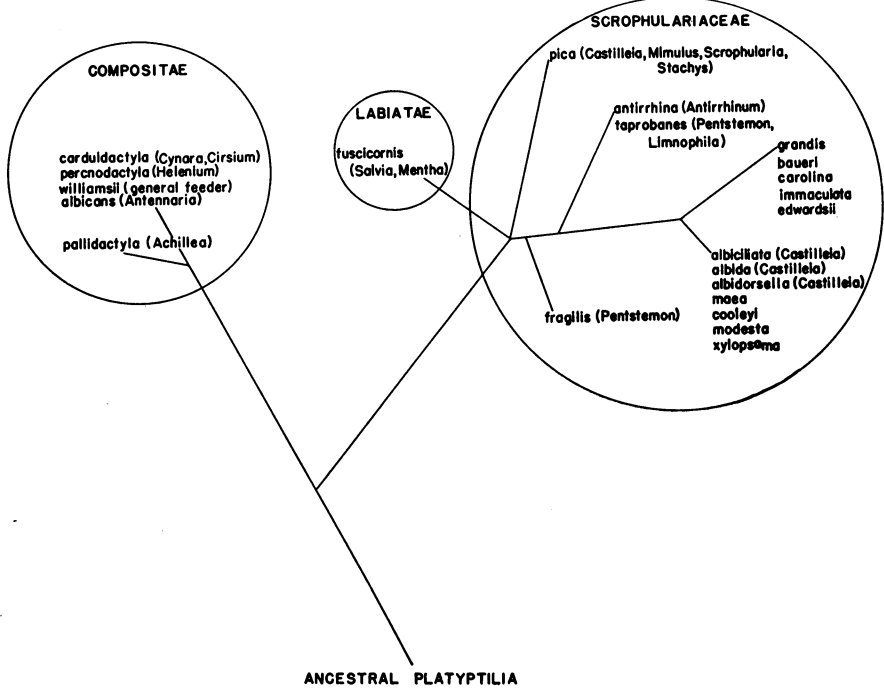 SCROPHULARIACEAE
pica (Castilleia, Mimulus, Scrophularia,
Stachys)
COMPOSITAE
LABIATAE
antirrhina (Antirrhinum)
taprobanes (Pentstemon,
Limnophila)
fuscicornis
(Salvia, Mentha)
grandis
baueri
carolina
immaculata
edwardsii
carduidactyla (Cynara, Cirsium)
percnodactyla (Helenium)
williamsii (general feeder)
albicans (Antennaria)
pallidactyla (Achillea)
albiciliata (Castilleia)
albida (Castilleia)
albidorsella (Castilleia)
maea
cooleyi
modesta
xylopsama
fragilis (Pentstemon)
ANCESTRAL PLATYPTILIA